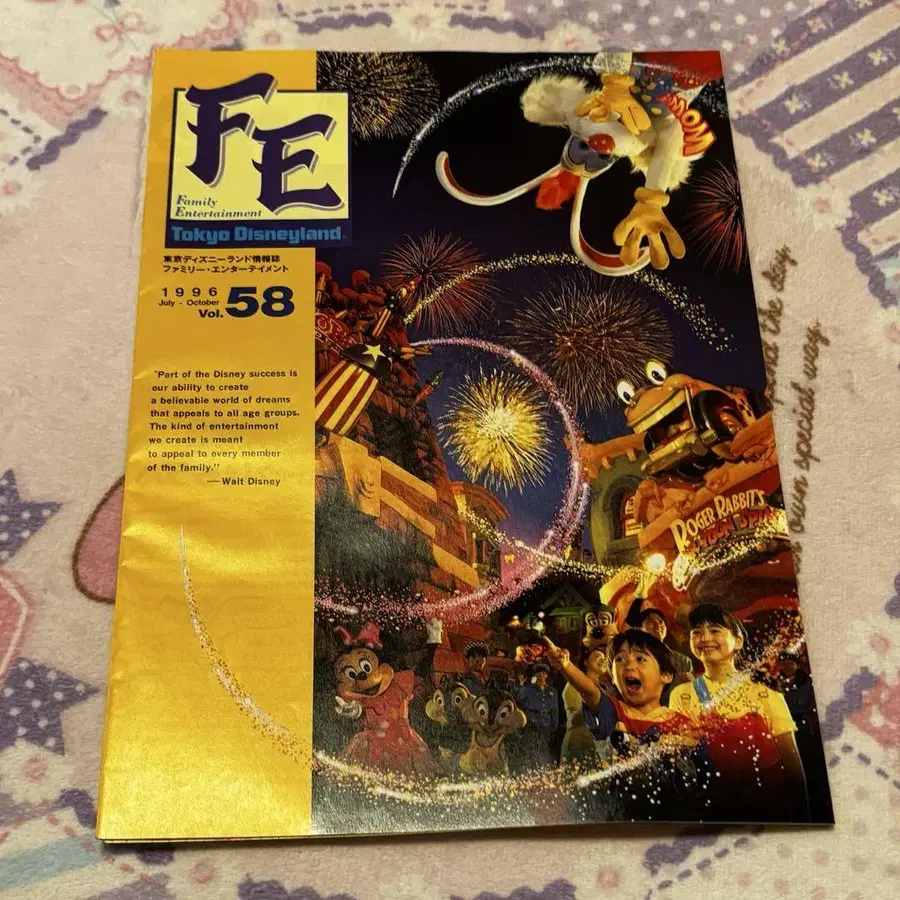 FE
Family
Entertainment
Tokyo Disneyland
東京ディズニーランド情報誌
ファミリー・エンターテイメント
1996
July - October
Vol. 58
"Part of the Disney success is
our ability to create
a believable world of dreams
that appeals to all age groups.
The kind of entertainment
we create is meant
to appeal to every member
of the family."
—Walt Disney
ROGER RABBIT'S
own special way.